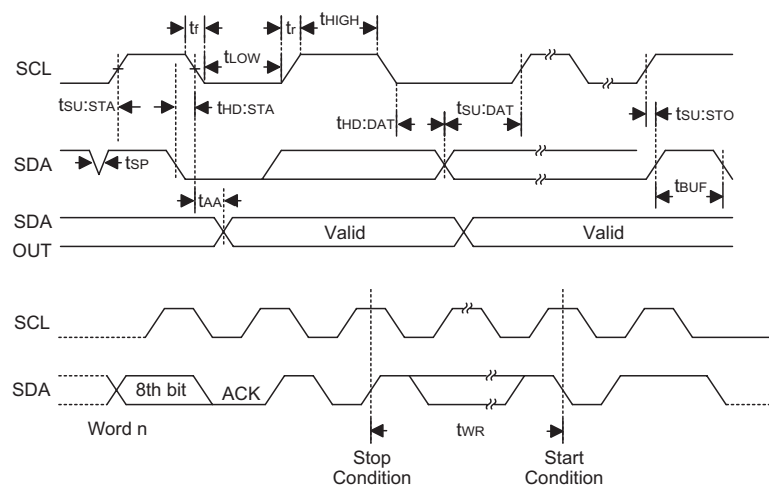 tf tr tHIGH
SCL tLOW
tSU:STA tHD:STA tHD:DAT tSU:DAT tSU:STO
SDA tSP
tAA tBUF
SDA
OUT Valid Valid
SCL
SDA 8th bit ACK
Word n tWR
Stop
Condition
Start
Condition